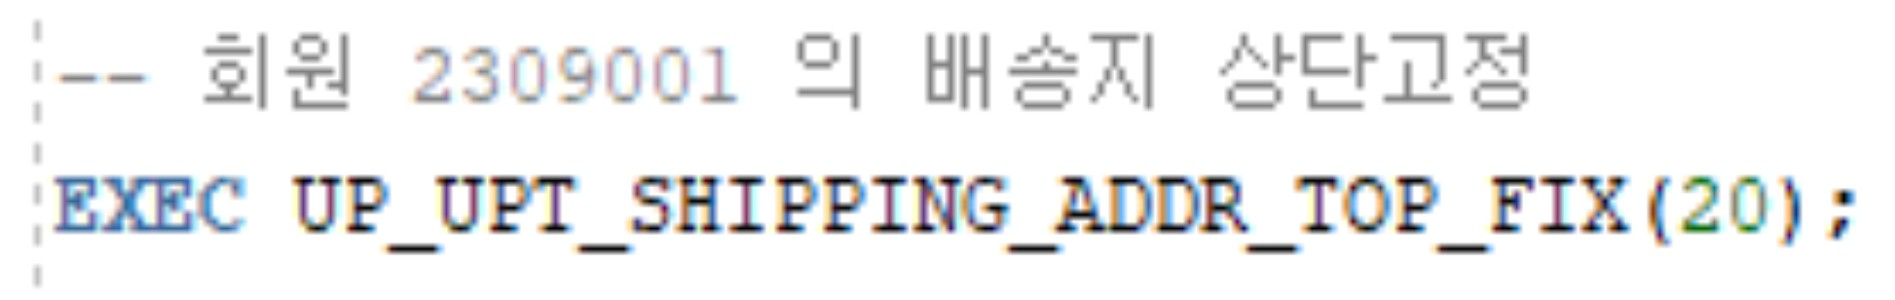 -- 회원 2309001 의 배송지 상단고정
EXEC UP_UPT_SHIPPING_ADDR_TOP_FIX(20);